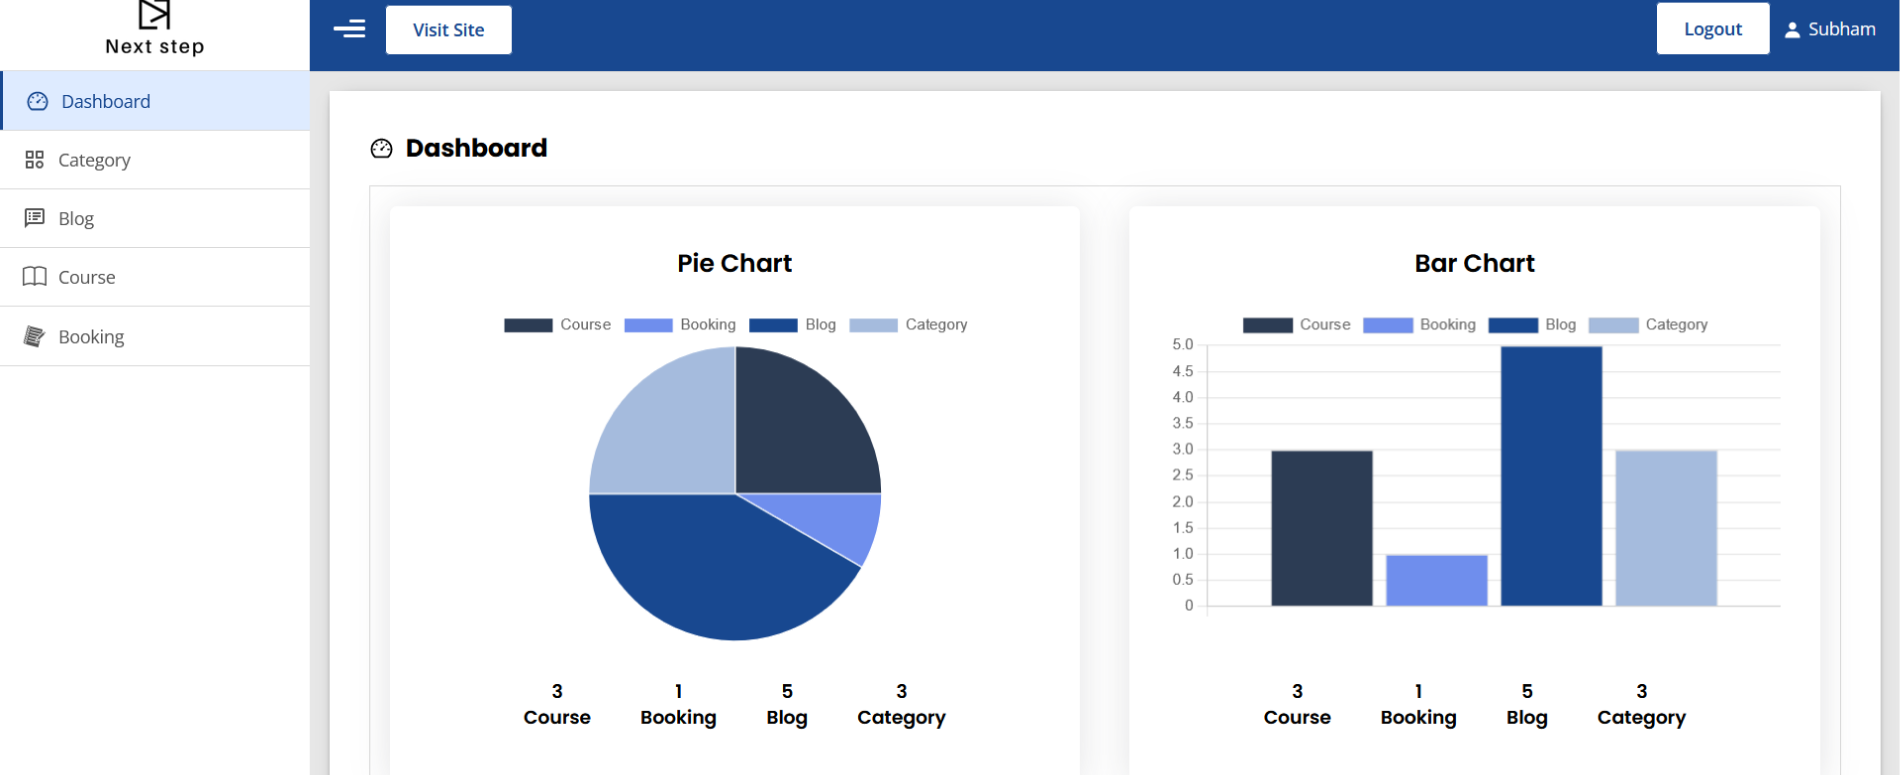 Next step
Visit Site
Logout
Subham
Dashboard
Category
Blog
Course
Booking
Dashboard
Pie Chart
Course Booking Blog Category
3 1 5 3
Course Booking Blog Category
Bar Chart
Course Booking Blog Category
5.0
4.5
4.0
3.5
3.0
2.5
2.0
1.5
1.0
0.5
0
3 1 5 3
Course Booking Blog Category